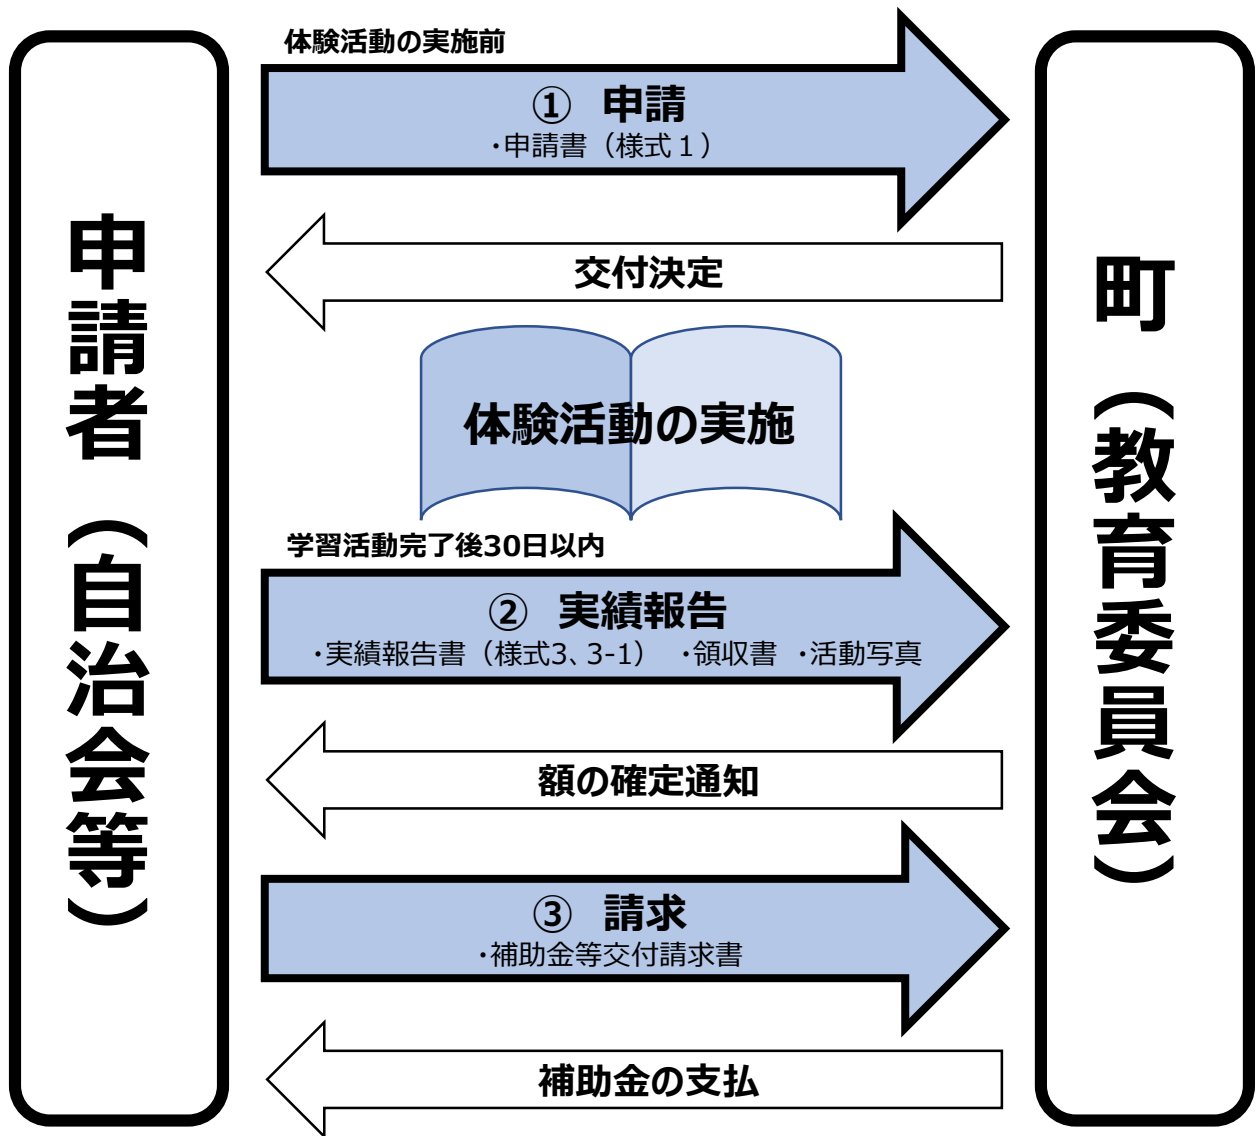 申請者（自治会等）
体験活動の実施前
① 申請
・申請書（様式１）
交付決定
体験活動の実施
学習活動完了後30日以内
② 実績報告
・実績報告書（様式3、3-1） ・領収書 ・活動写真
額の確定通知
③ 請求
・補助金等交付請求書
補助金の支払
町（教育委員会）